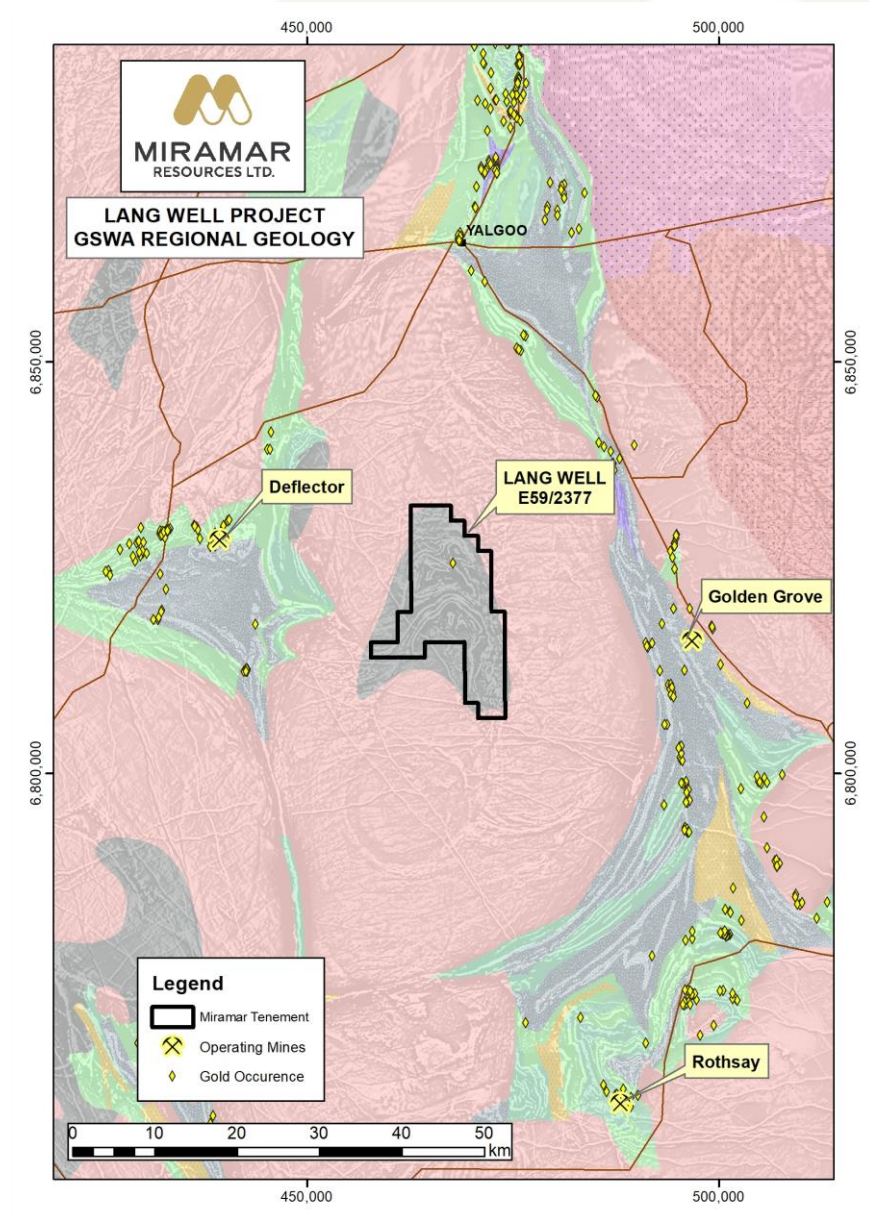 450,000
500,000
MIRAMAR
RESOURCES LTD.
LANG WELL PROJECT
GSWA REGIONAL GEOLOGY
YALGOO
6,850,000
6,850,000
Deflector
LANG WELL
E59/2377
Golden Grove
6,800,000
6,800,000
Legend
Miramar Tenement
Operating Mines
Gold Occurence
Rothsay
0 10 20 30 40 50
km
450,000
500,000